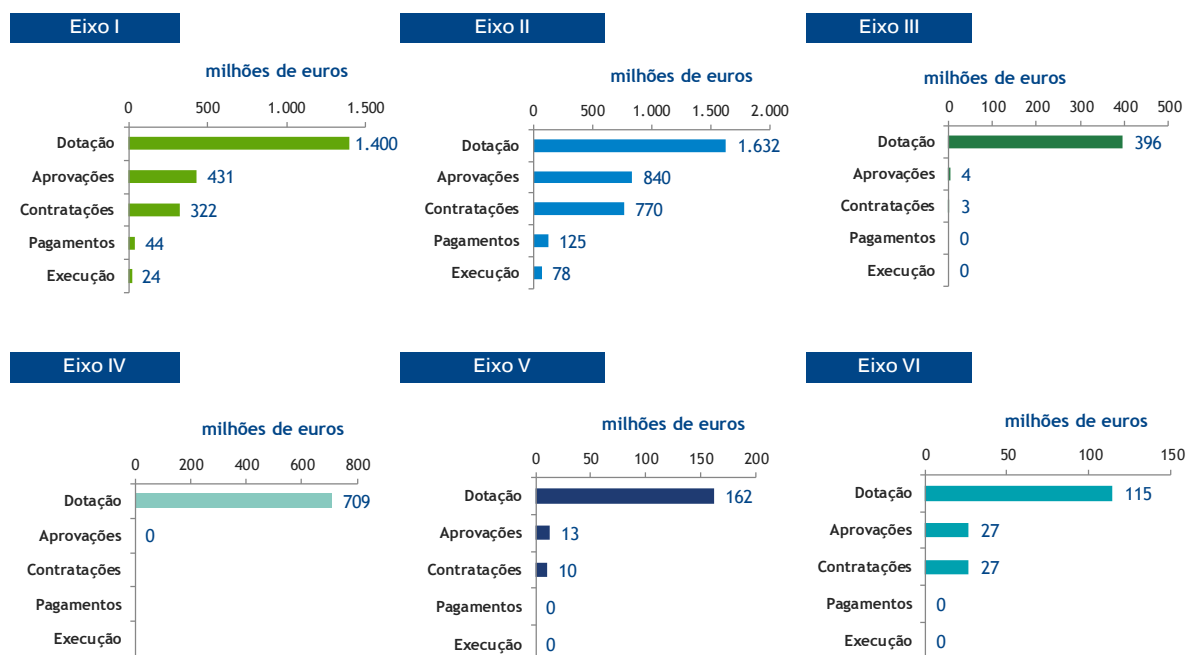 Eixo I
milhões de euros
0 500 1.000 1.500
Dotação 1.400
Aprovações 431
Contratações 322
Pagamentos 44
Execução 24
Eixo II
milhões de euros
0 500 1.000 1.500 2.000
Dotação 1.632
Aprovações 840
Contratações 770
Pagamentos 125
Execução 78
Eixo III
milhões de euros
0 100 200 300 400 500
Dotação 396
Aprovações 4
Contratações 3
Pagamentos 0
Execução 0
Eixo IV
milhões de euros
0 200 400 600 800
Dotação 709
Aprovações 0
Contratações
Pagamentos
Execução
Eixo V
milhões de euros
0 50 100 150 200
Dotação 162
Aprovações 13
Contratações 10
Pagamentos 0
Execução 0
Eixo VI
milhões de euros
0 50 100 150
Dotação 115
Aprovações 27
Contratações 27
Pagamentos 0
Execução 0